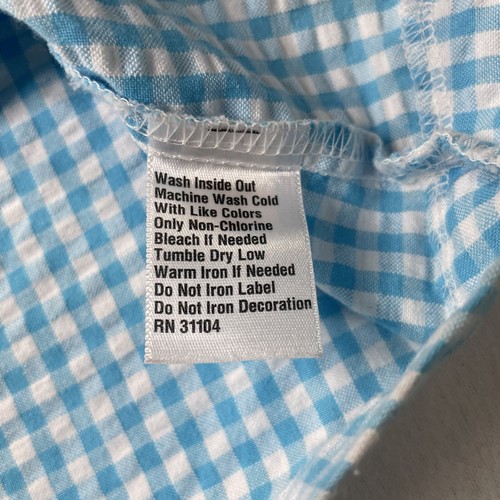 Wash Inside Out
Machine Wash Cold
With Like Colors
Only Non-Chlorine
Bleach If Needed
Tumble Dry Low
Warm Iron If Needed
Do Not Iron Label
Do Not Iron Decoration
RN 31104